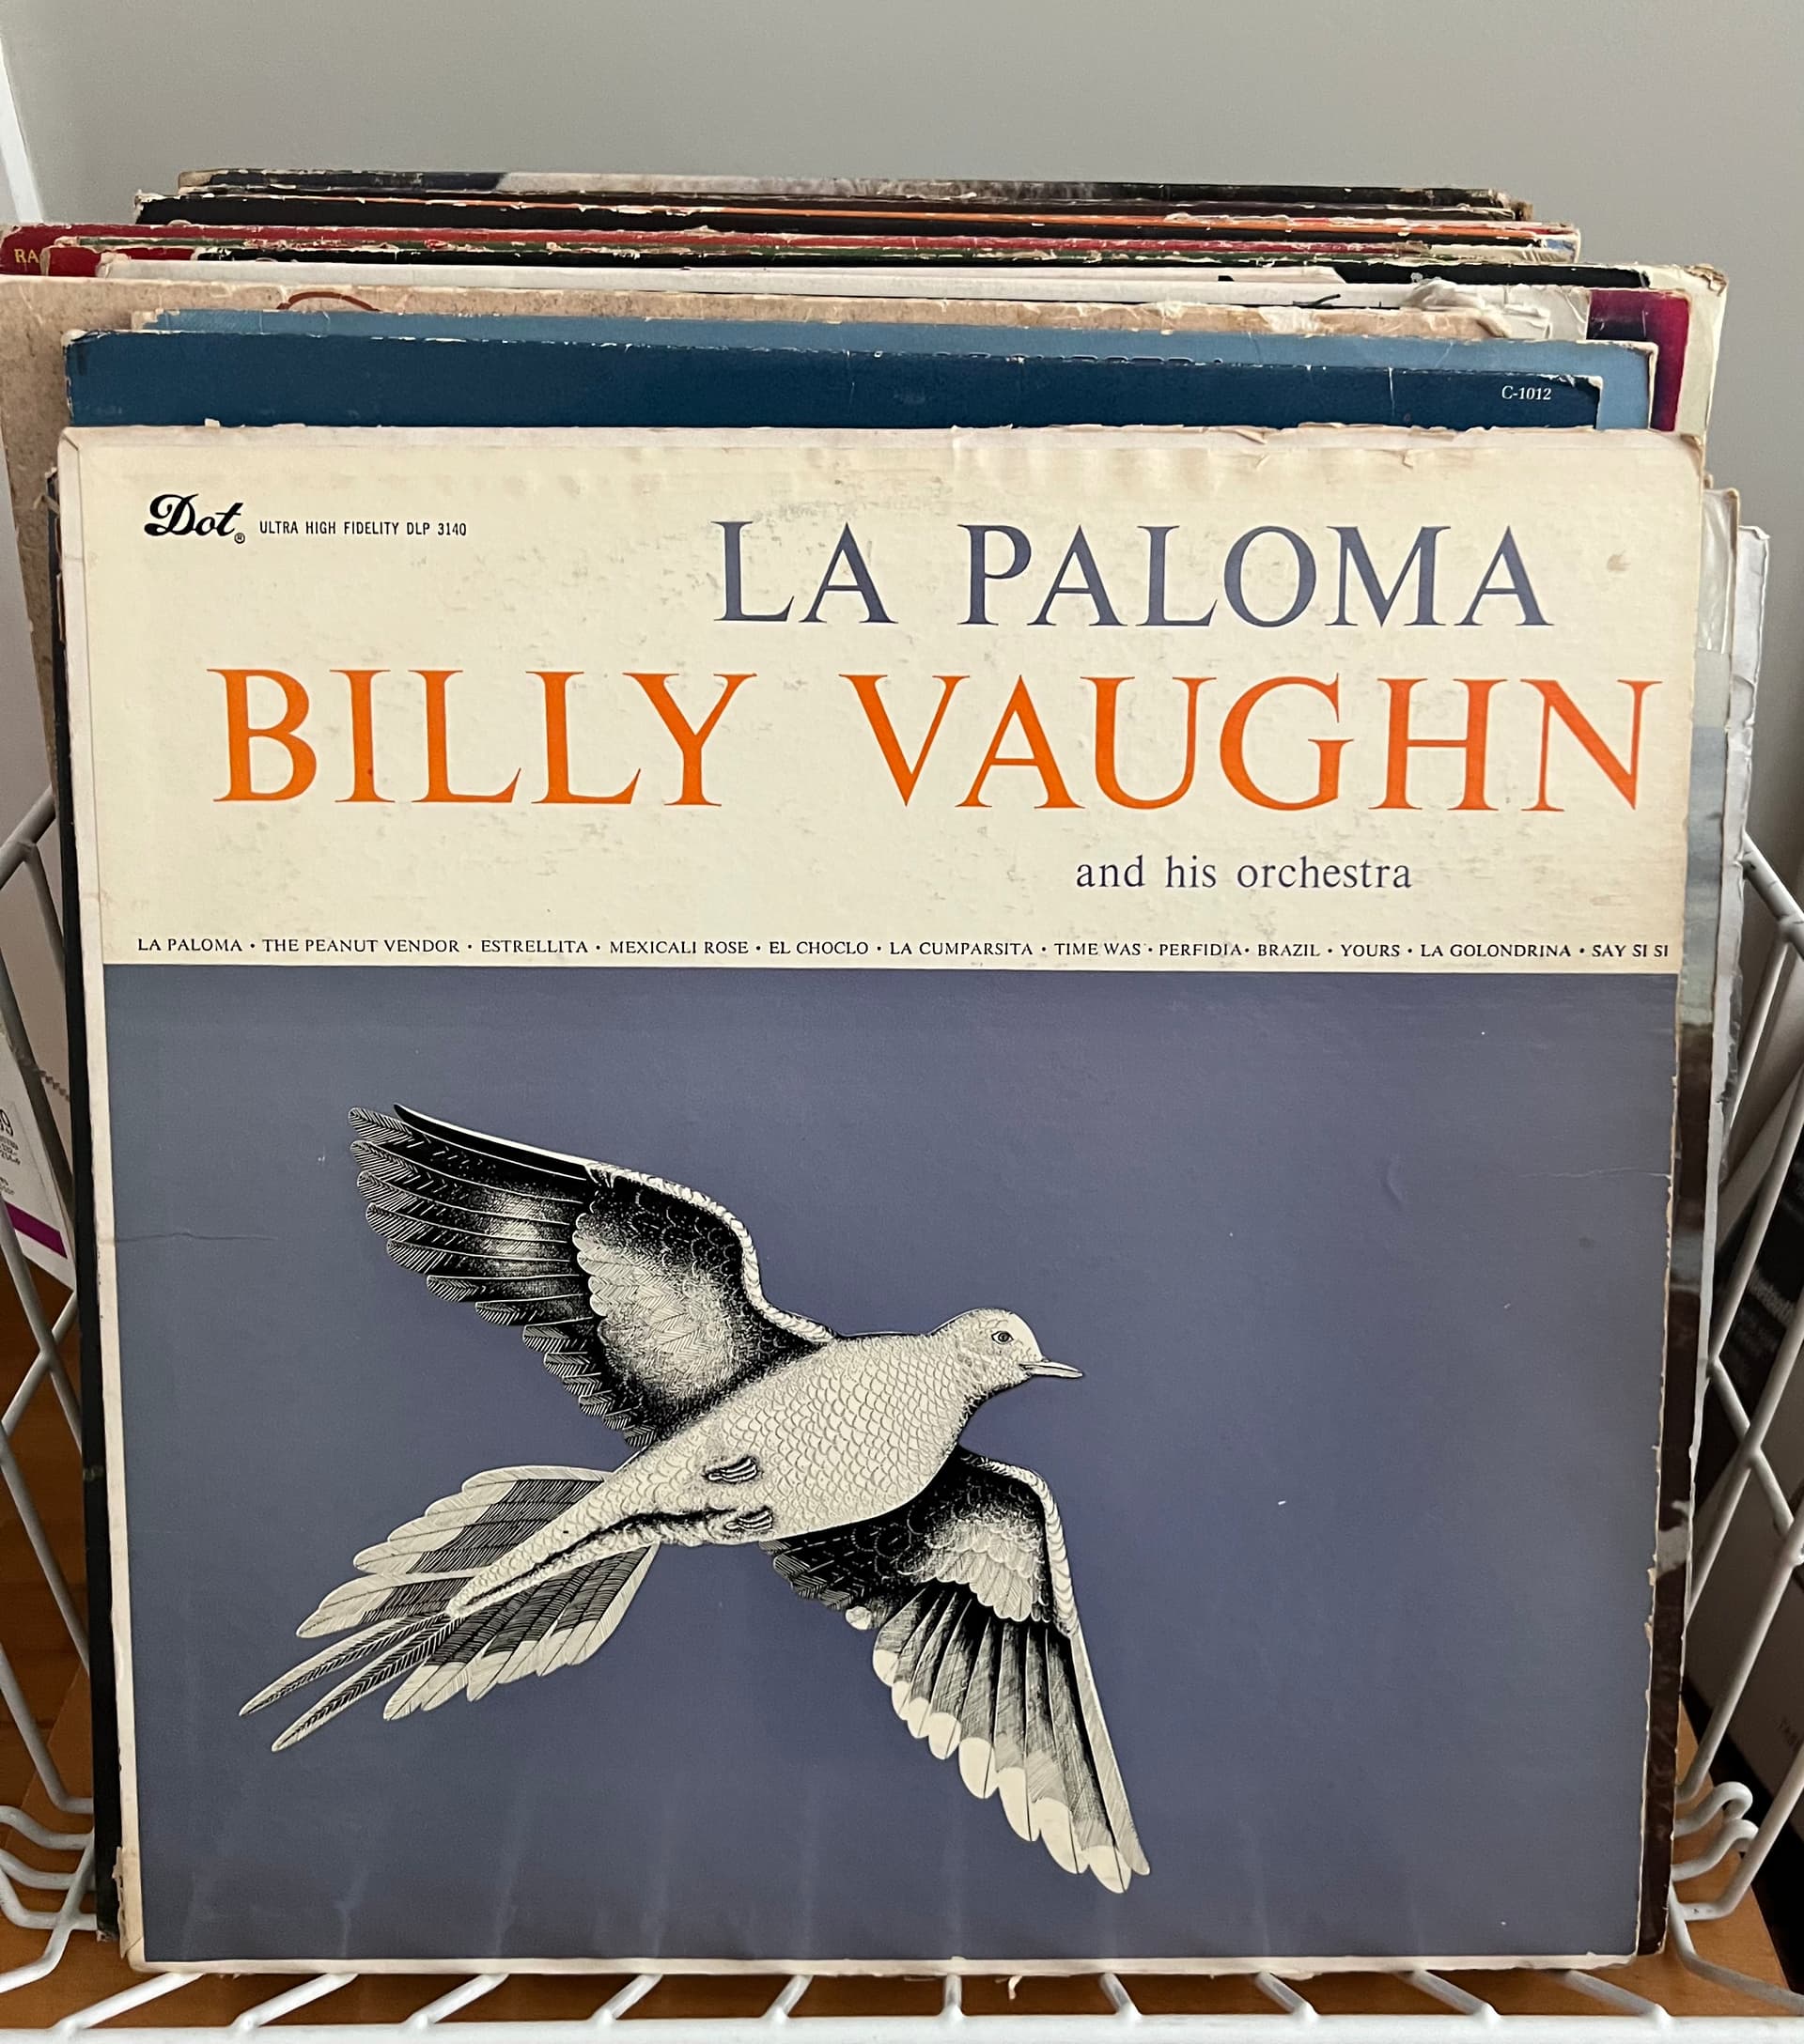 RA
C-1012
Dot® ULTRA HIGH FIDELITY DLP 3140
LA PALOMA
BILLY VAUGHN
and his orchestra
LA PALOMA • THE PEANUT VENDOR • ESTRELLITA • MEXICALI ROSE • EL CHOCLO • LA CUMPARSITA • TIME WAS • PERFIDIA • BRAZIL • YOURS • LA GOLONDRINA • SAY SI SI